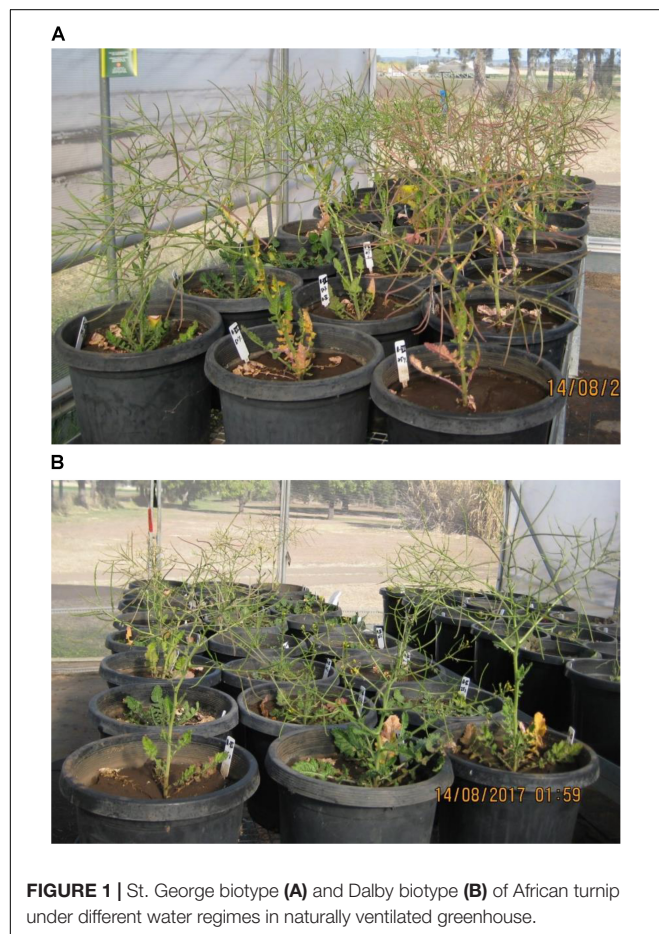 A
14/08/2
B
14/08/2017 01:59
FIGURE 1 | St. George biotype (A) and Dalby biotype (B) of African turnip
under different water regimes in naturally ventilated greenhouse.